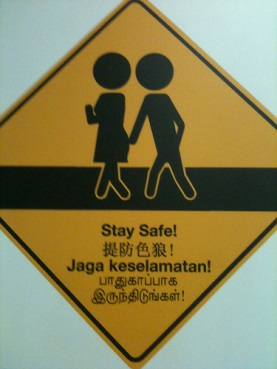 Stay Safe!
提防色狼!
Jaga keselamatan!
பாதுகாப்பாக
இருந்திடுங்கள்!